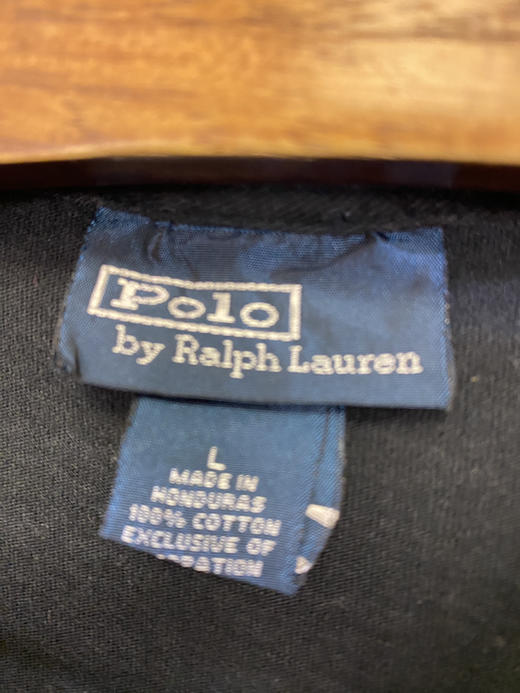 Polo
by Ralph Lauren
L
MADE IN
HONDURAS
100% COTTON
EXCLUSIVE OF